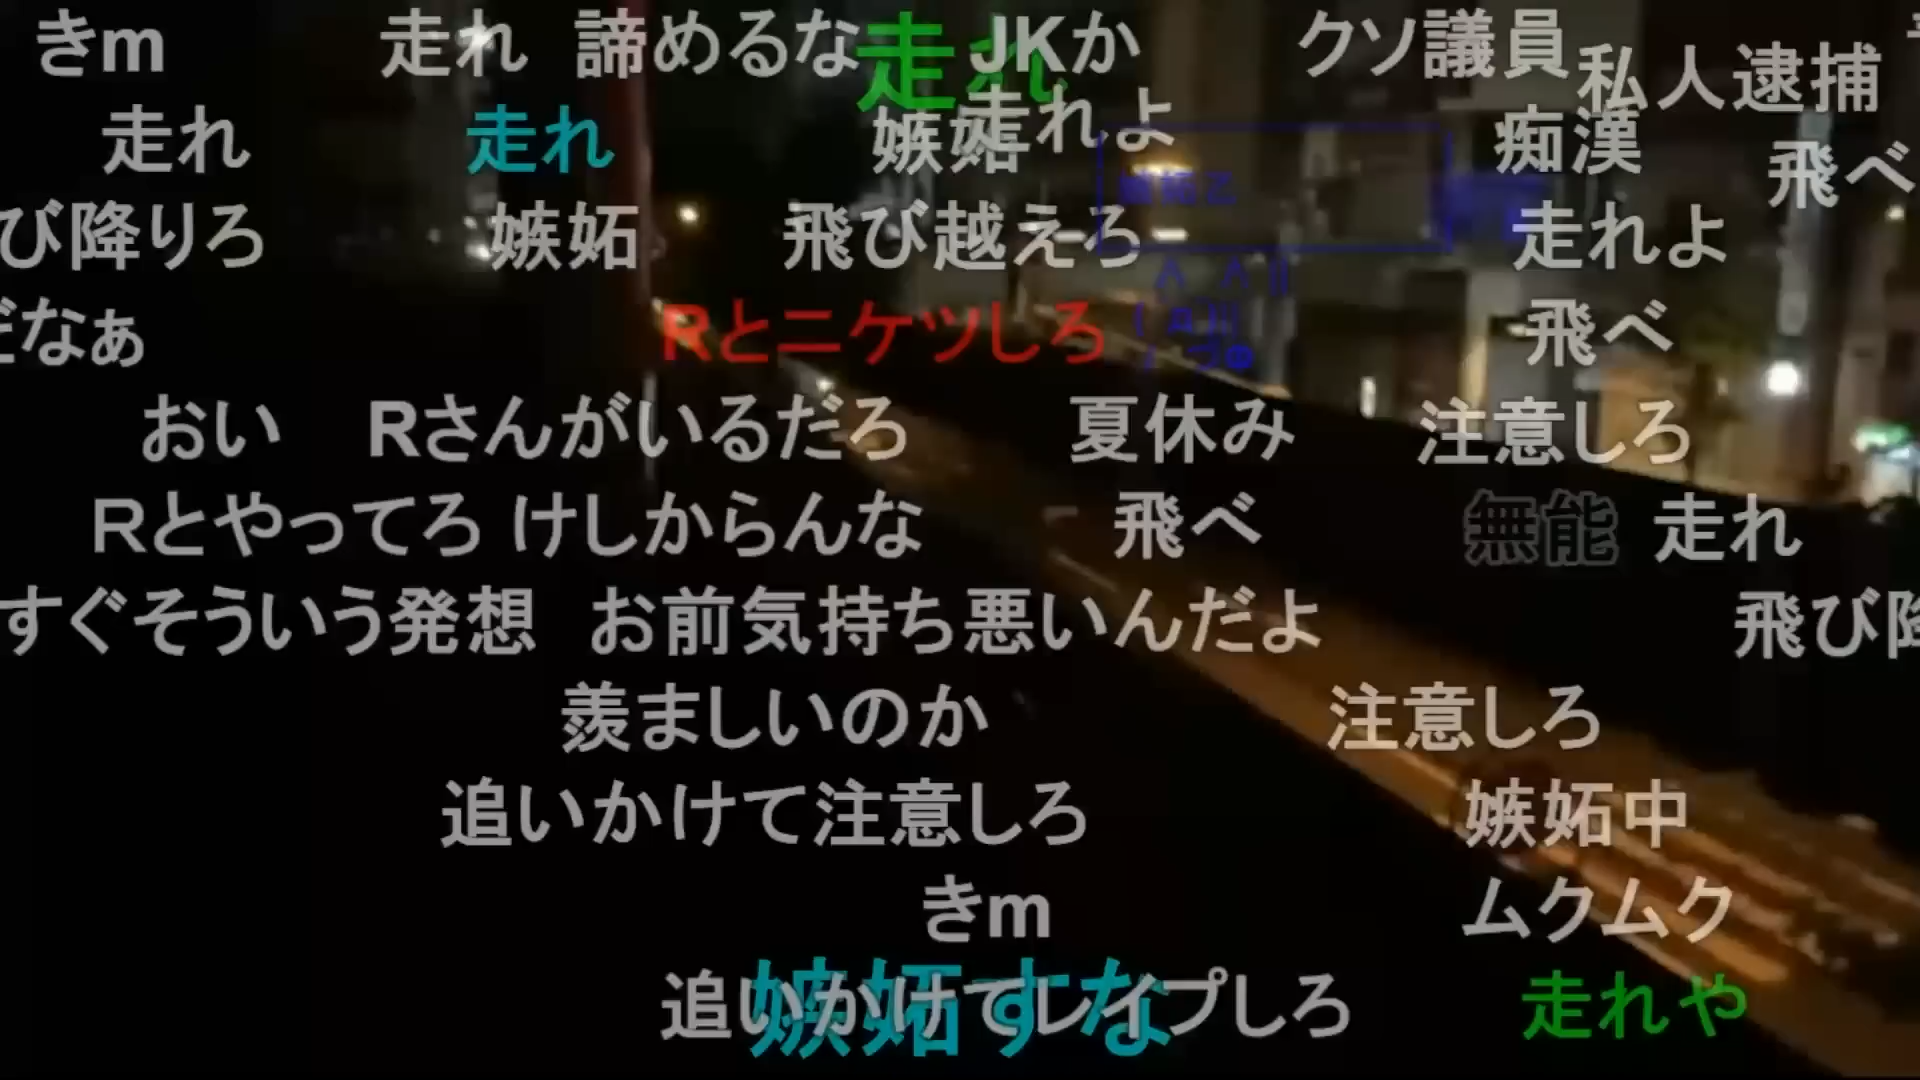 きm 走れ 諦めるな 走れ JKか クソ議員 私人逮捕
走れ 走れ 嫉妬 走れよ 痴漢 飛べ
び降りろ 嫉妬 飛び越えろ 走れよ
だなぁ Rとニケツしろ 飛べ
おい Rさんがいるだろ 夏休み 注意しろ
Rとやってろ けしからんな 飛べ 無能 走れ
すぐそういう発想 お前気持ち悪いんだよ 飛び降
羨ましいのか 注意しろ
追いかけて注意しろ 嫉妬中
きm ムクムク
嫉妬すな
追いかけてレイプしろ 走れや